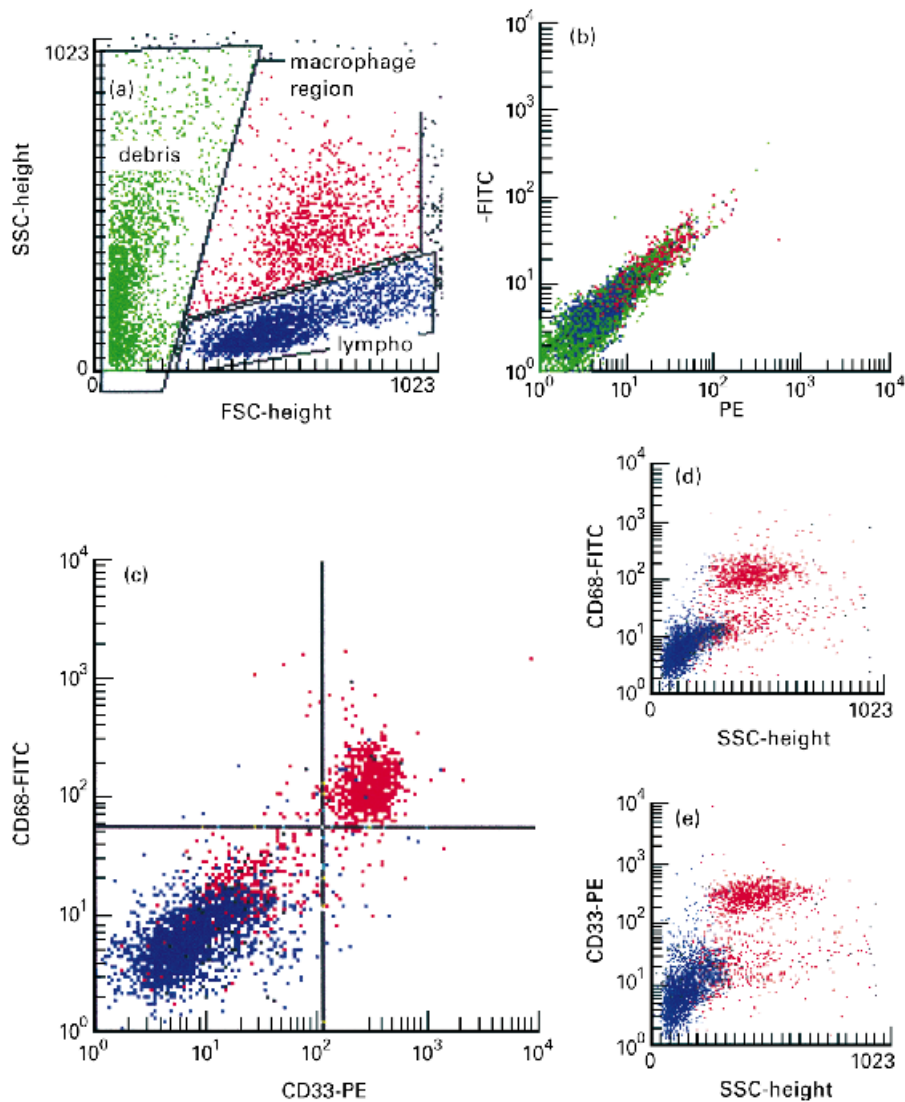 1023
(a)
macrophage
region
debris
SSC-height
0
lympho
0
1023
FSC-height
(b)
10⁴
10³
-FITC
10²
10¹
10⁰
10⁰
10¹
10²
10³
10⁴
PE
(c)
10⁴
10³
CD68-FITC
10²
10¹
10⁰
10⁰
10¹
10²
10³
10⁴
CD33-PE
(d)
10⁴
10³
CD68-FITC
10²
10¹
10⁰
0
1023
SSC-height
(e)
10⁴
10³
CD33-PE
10²
10¹
10⁰
0
1023
SSC-height